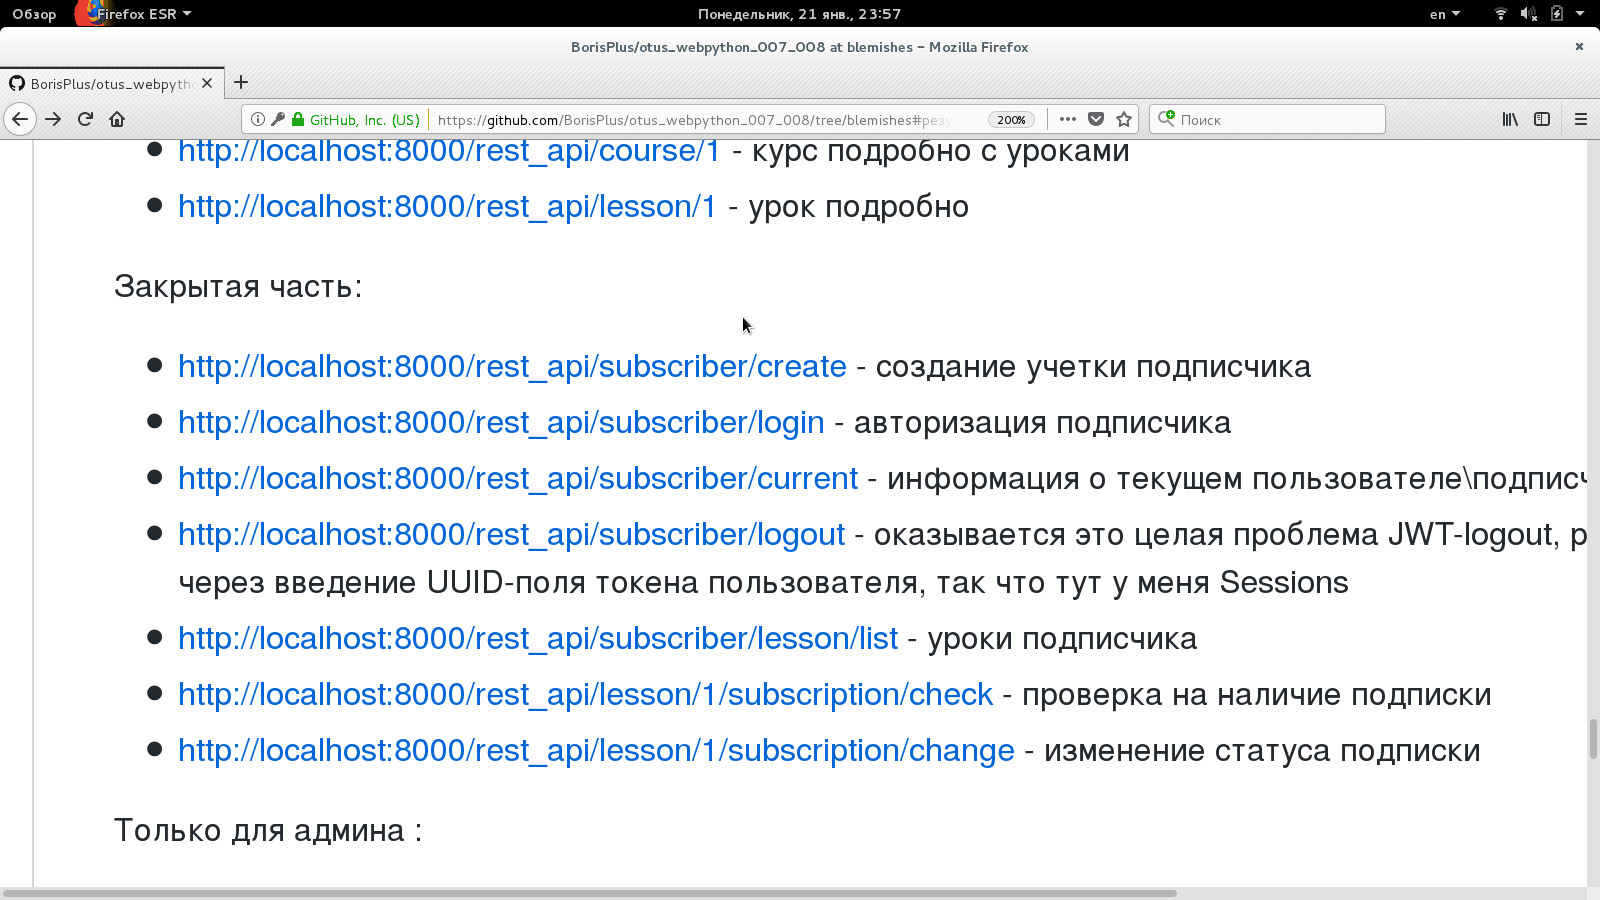 Обзор Firefox ESR Понедельник, 21 янв., 23:57 en
BorisPlus/otus_webpython_007_008 at blemishes – Mozilla Firefox
BorisPlus/otus_webpytho
GitHub, Inc. (US) https://github.com/BorisPlus/otus_webpython_007_008/tree/blemishes#рез 200% Поиск
http://localhost:8000/rest_api/course/1 - курс подробно с уроками
http://localhost:8000/rest_api/lesson/1 - урок подробно
Закрытая часть:
http://localhost:8000/rest_api/subscriber/create - создание учетки подписчика
http://localhost:8000/rest_api/subscriber/login - авторизация подписчика
http://localhost:8000/rest_api/subscriber/current - информация о текущем пользователе\подписч
http://localhost:8000/rest_api/subscriber/logout - оказывается это целая проблема JWT-logout, р
через введение UUID-поля токена пользователя, так что тут у меня Sessions
http://localhost:8000/rest_api/subscriber/lesson/list - уроки подписчика
http://localhost:8000/rest_api/lesson/1/subscription/check - проверка на наличие подписки
http://localhost:8000/rest_api/lesson/1/subscription/change - изменение статуса подписки
Только для админа :